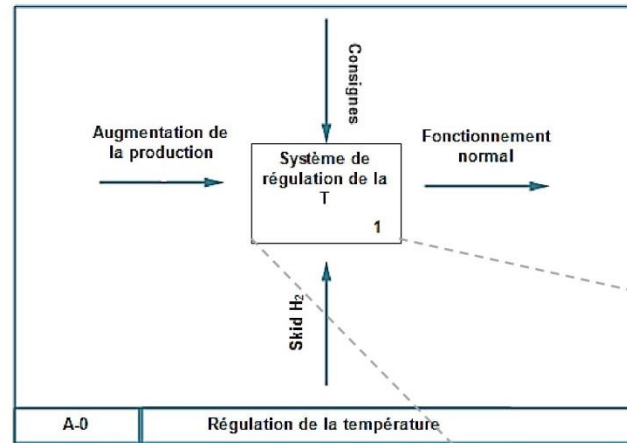 Consignes
Augmentation de
la production
Système de
régulation de la
T
1
Fonctionnement
normal
Skid H₂
A-0
Régulation de la température